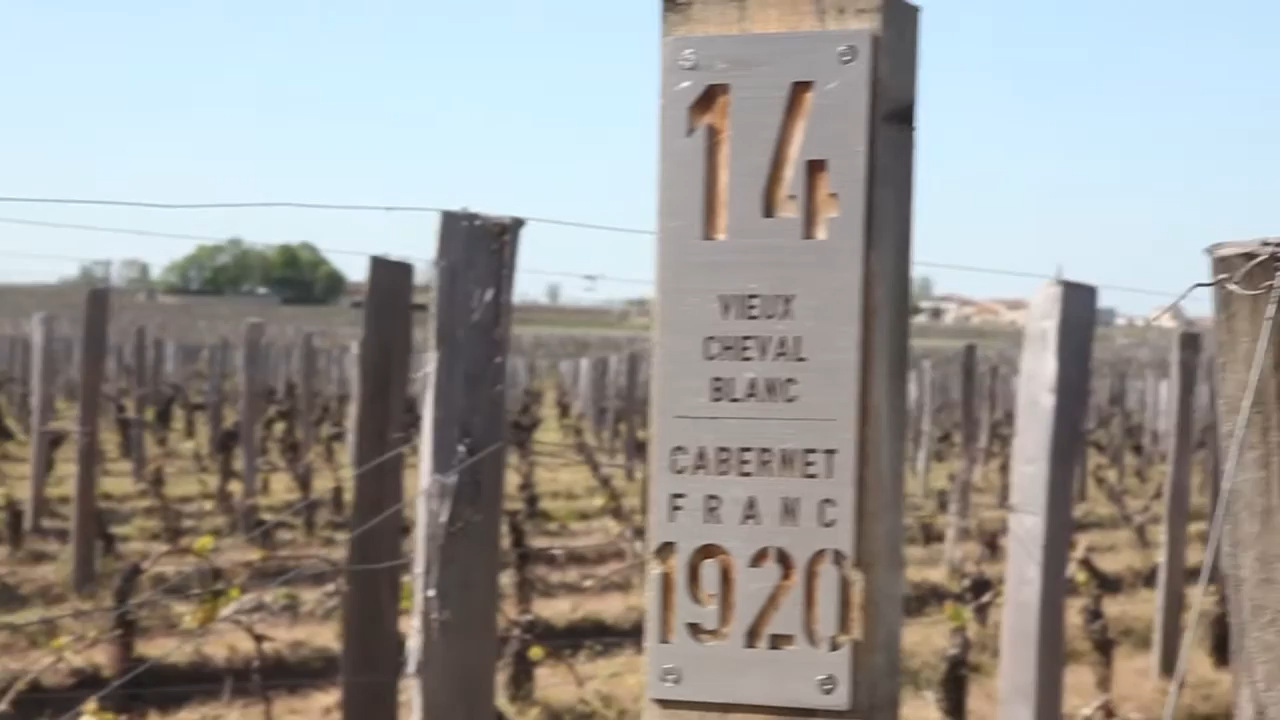 14
VIEUX
CHEVAL
BLANC
CABERNET
FRANC
1920